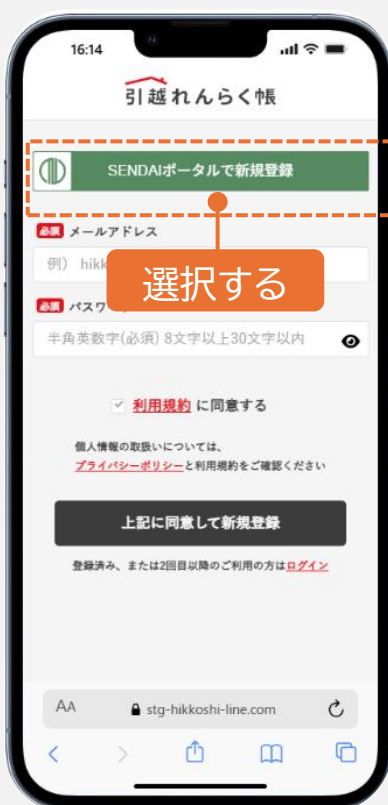 16:14
引越れんらく帳
SENDAIポータルで新規登録
必須 メールアドレス
例) hikk
選択する
必須 パスワ
半角英数字(必須) 8文字以上30文字以内
利用規約 に同意する
個人情報の取扱いについては、
プライバシーポリシーと利用規約をご確認ください
上記に同意して新規登録
登録済み、または2回目以降のご利用の方はログイン
AA stg-hikkoshi-line.com